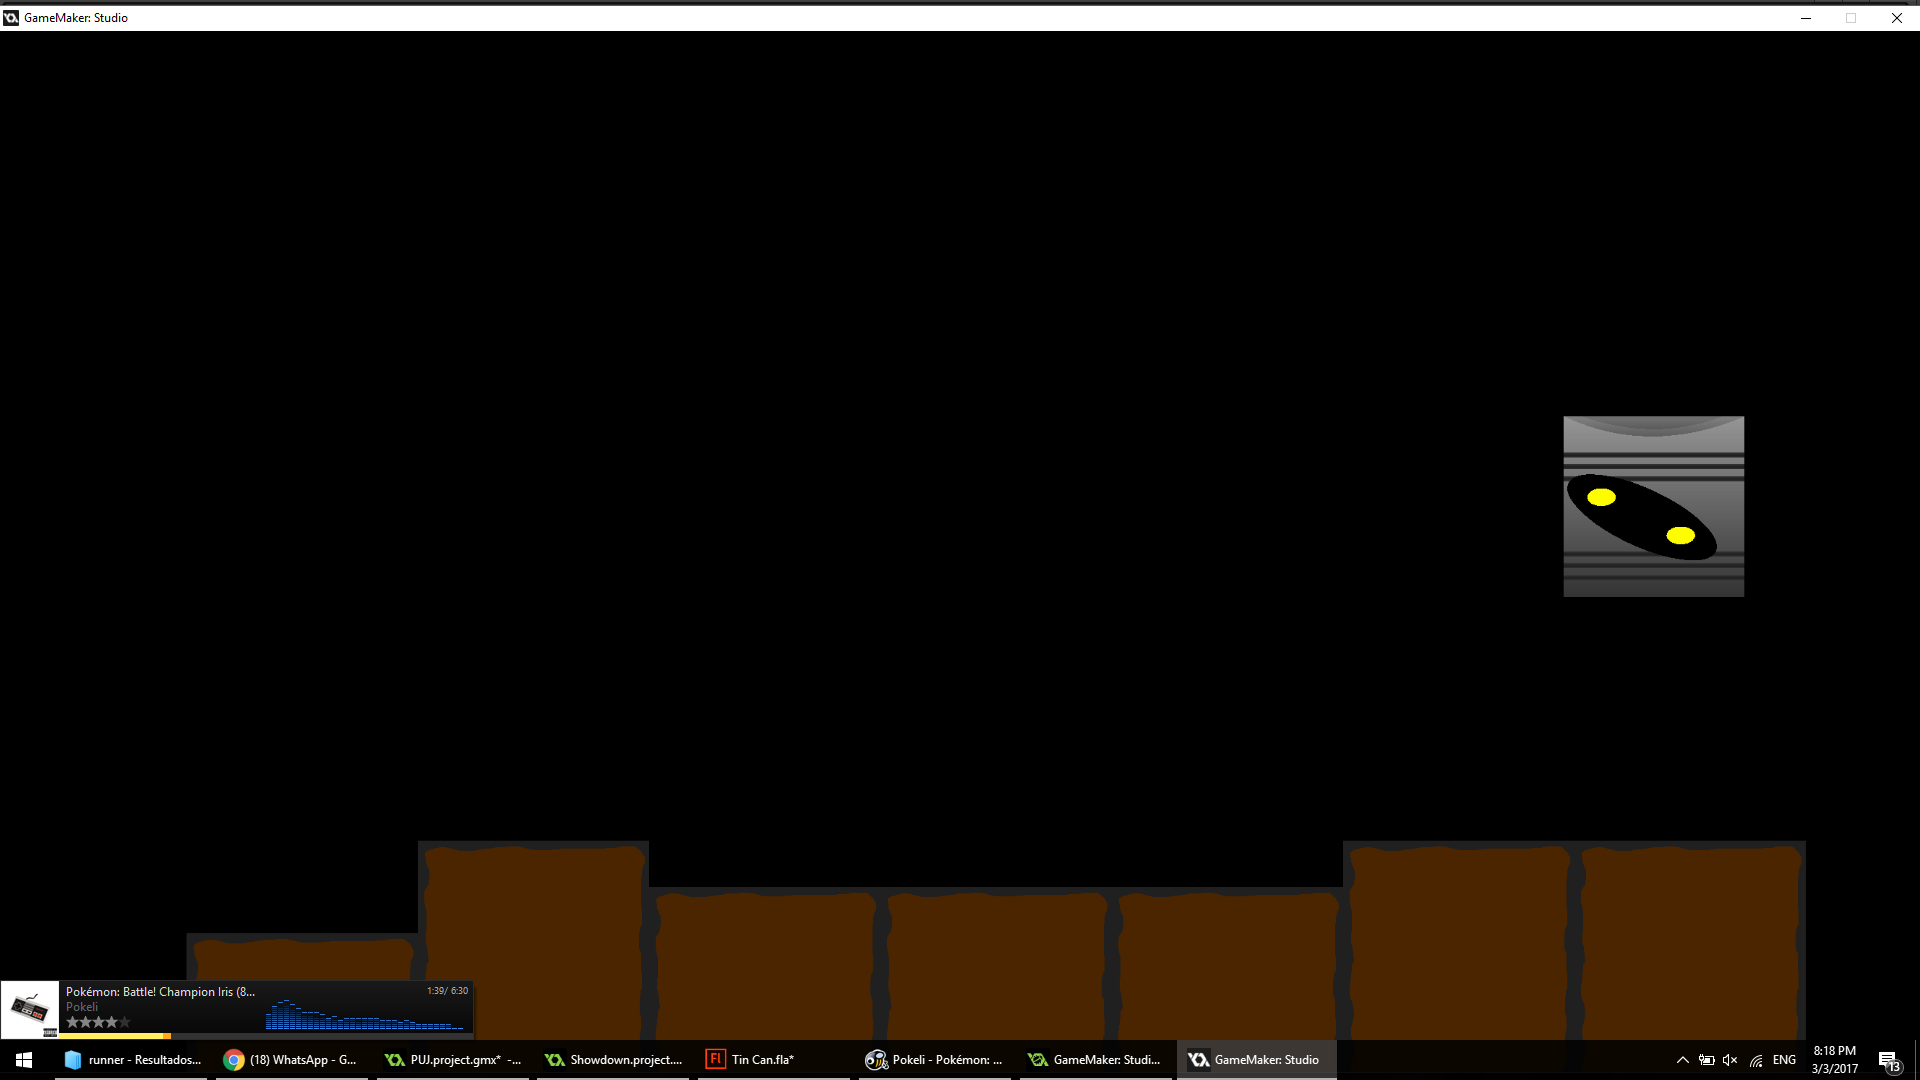 GameMaker: Studio
Pokémon: Battle! Champion Iris (8...
1:39/ 6:30
Pokeli
runner - Resultados...
(18) WhatsApp - G...
PUJ.project.gmx* -...
Showdown.project....
Fl
Tin Can.fla*
Pokeli - Pokémon: ...
GameMaker: Studi...
GameMaker: Studio
ENG
8:18 PM
3/3/2017
13